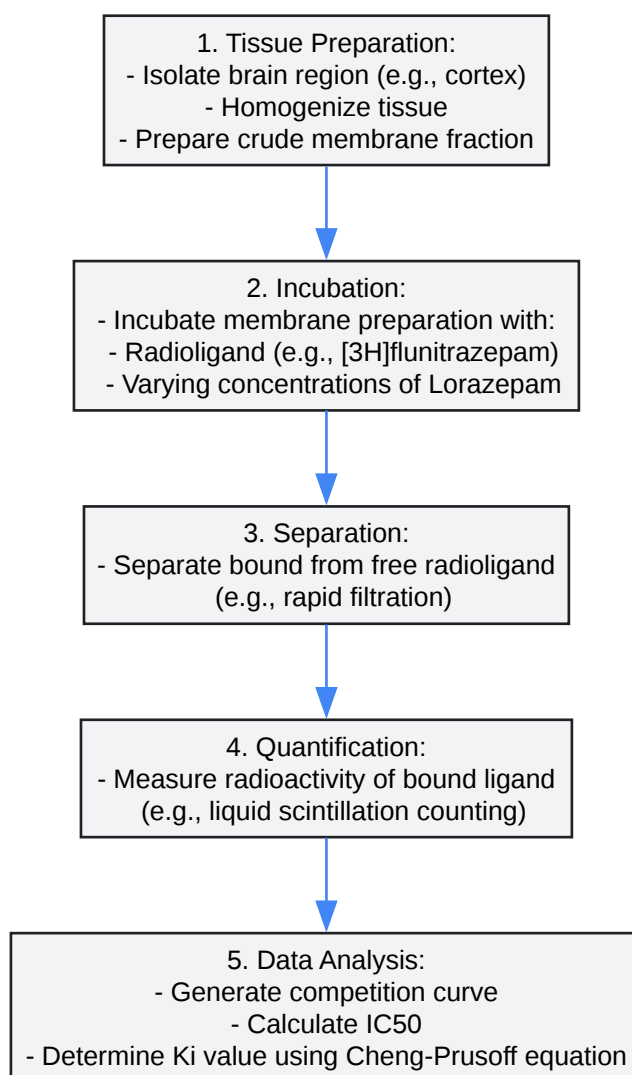 1. Tissue Preparation:
- Isolate brain region (e.g., cortex)
- Homogenize tissue
- Prepare crude membrane fraction
2. Incubation:
- Incubate membrane preparation with:
- Radioligand (e.g., [3H]flunitrazepam)
- Varying concentrations of Lorazepam
3. Separation:
- Separate bound from free radioligand
(e.g., rapid filtration)
4. Quantification:
- Measure radioactivity of bound ligand
(e.g., liquid scintillation counting)
5. Data Analysis:
- Generate competition curve
- Calculate IC50
- Determine Ki value using Cheng-Prusoff equation